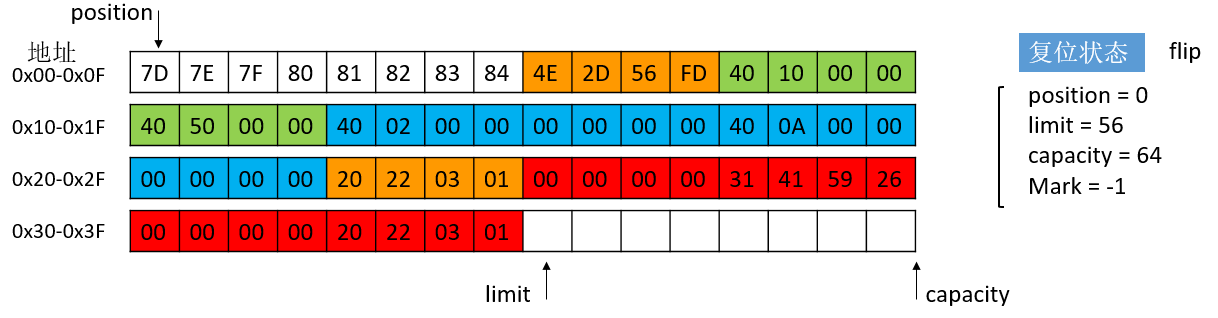 position
地址
0x00-0x0F 7D 7E 7F 80 81 82 83 84 4E 2D 56 FD 40 10 00 00
0x10-0x1F 40 50 00 00 40 02 00 00 00 00 00 00 40 0A 00 00
0x20-0x2F 00 00 00 00 20 22 03 01 00 00 00 00 31 41 59 26
0x30-0x3F 00 00 00 00 20 22 03 01
limit
capacity
复位状态 flip
position = 0
limit = 56
capacity = 64
Mark = -1